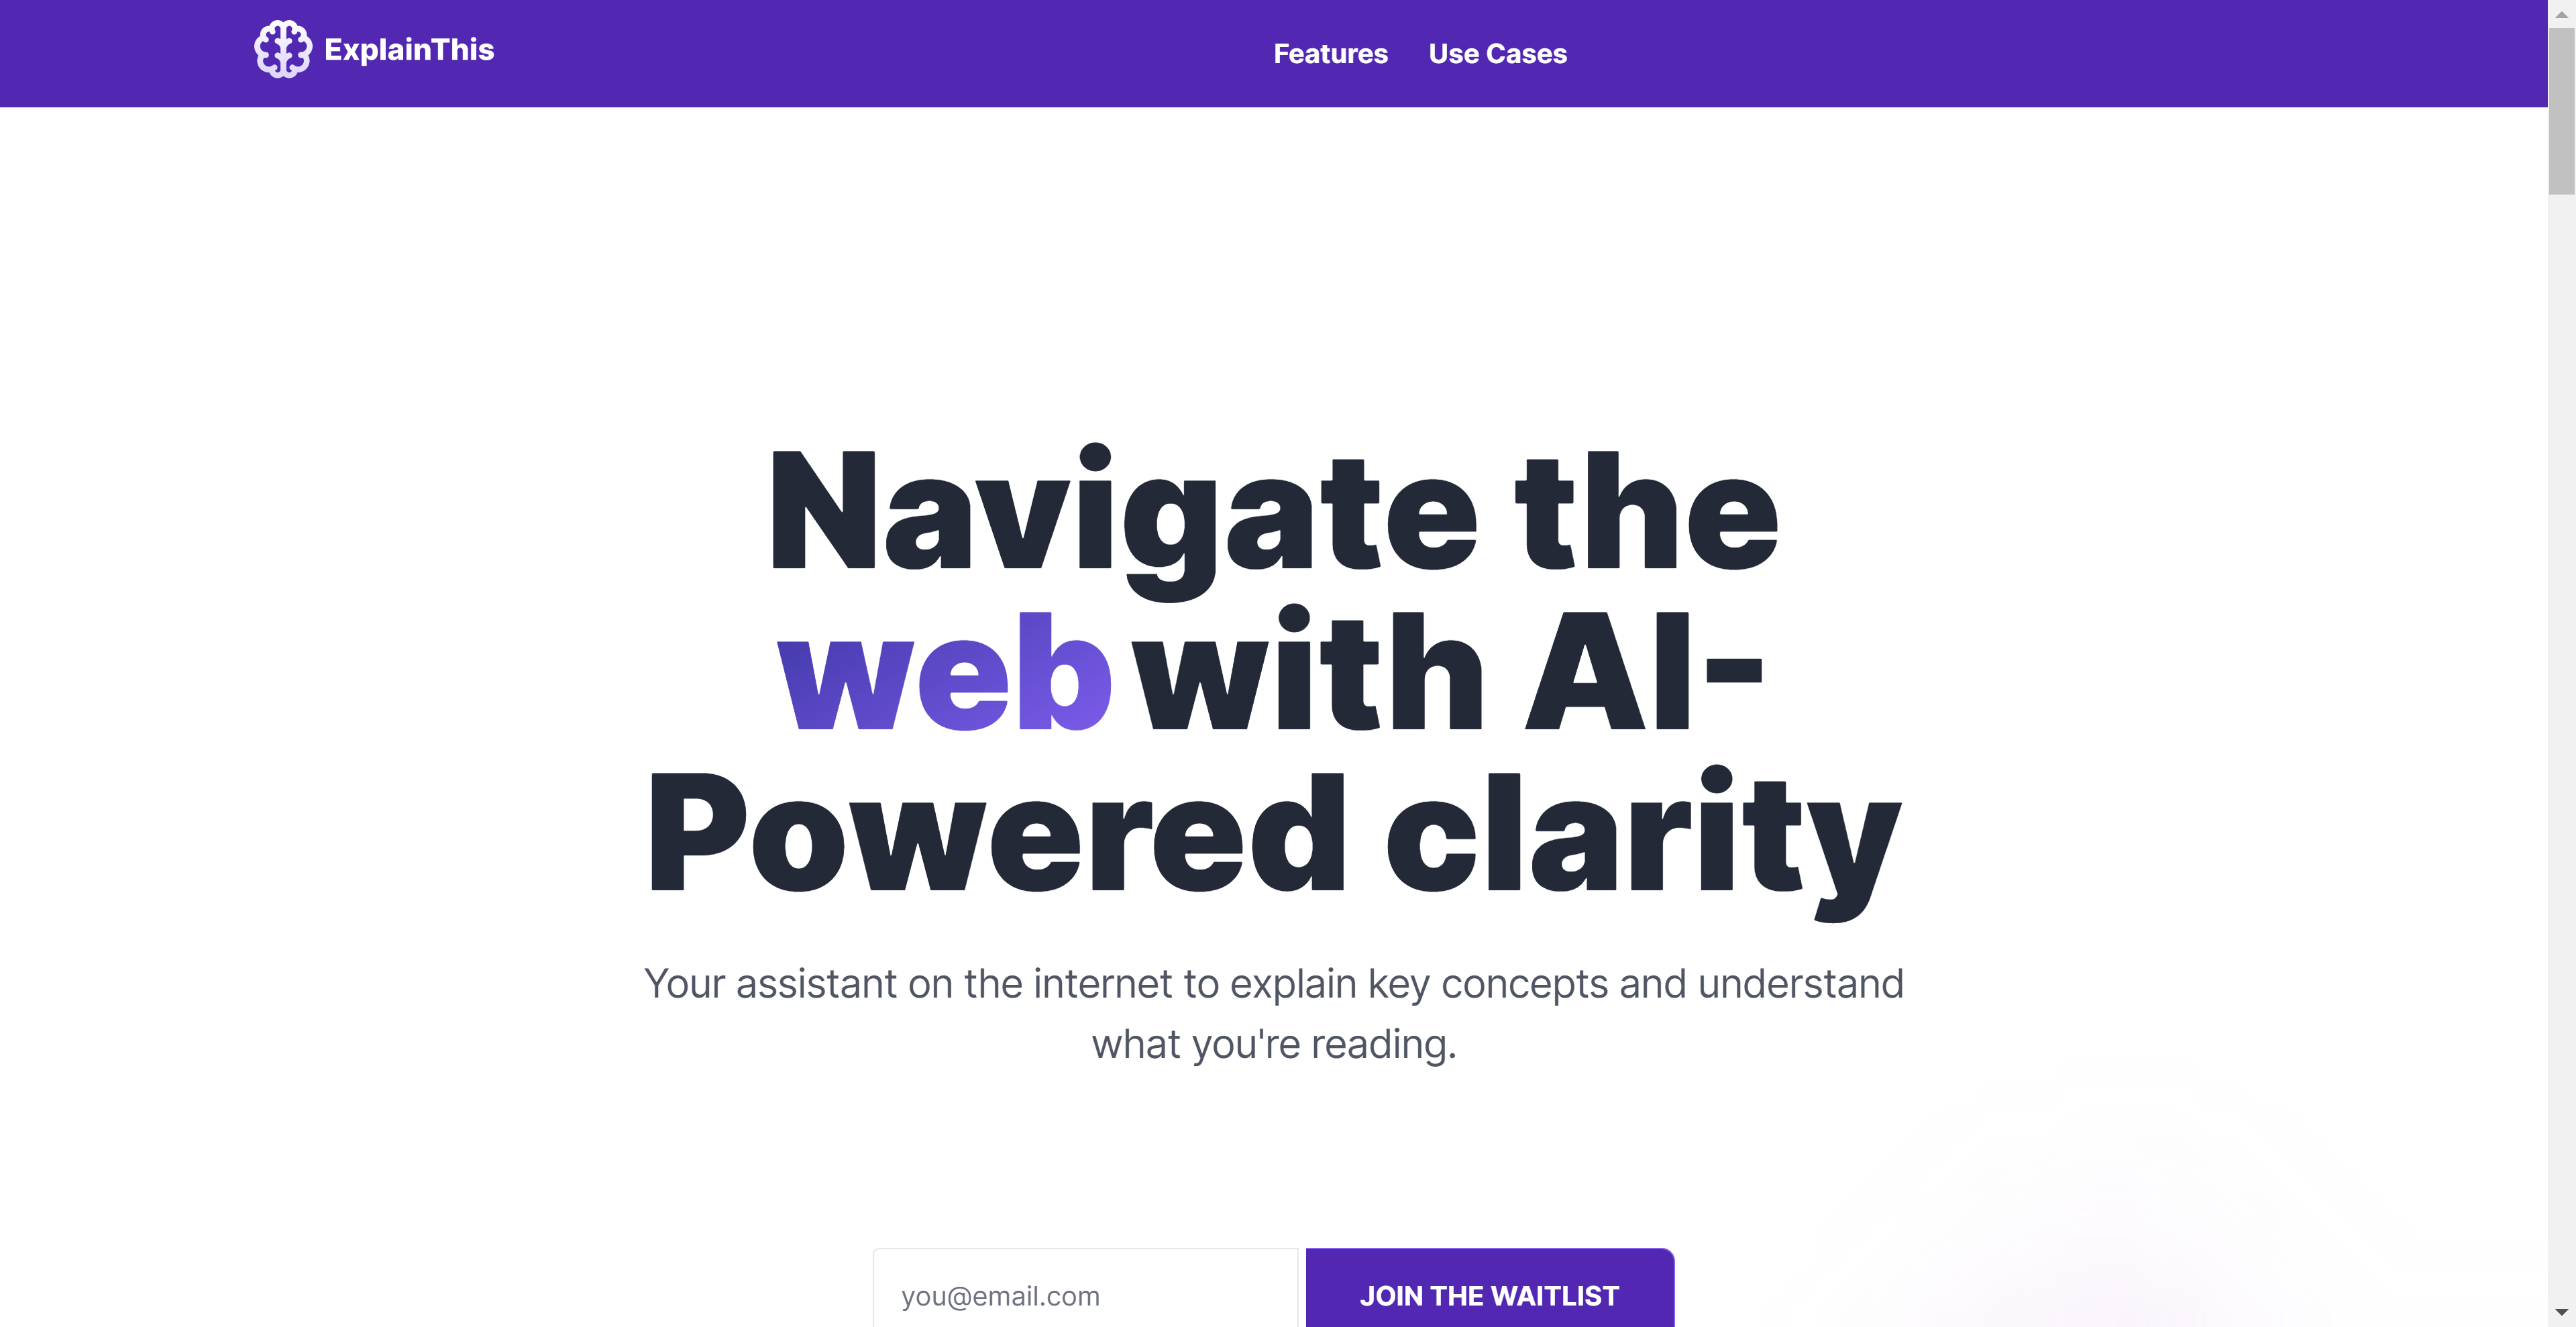 ExplainThis
Features
Use Cases
Navigate the
web with AI-
Powered clarity
Your assistant on the internet to explain key concepts and understand
what you're reading.
you@email.com
JOIN THE WAITLIST